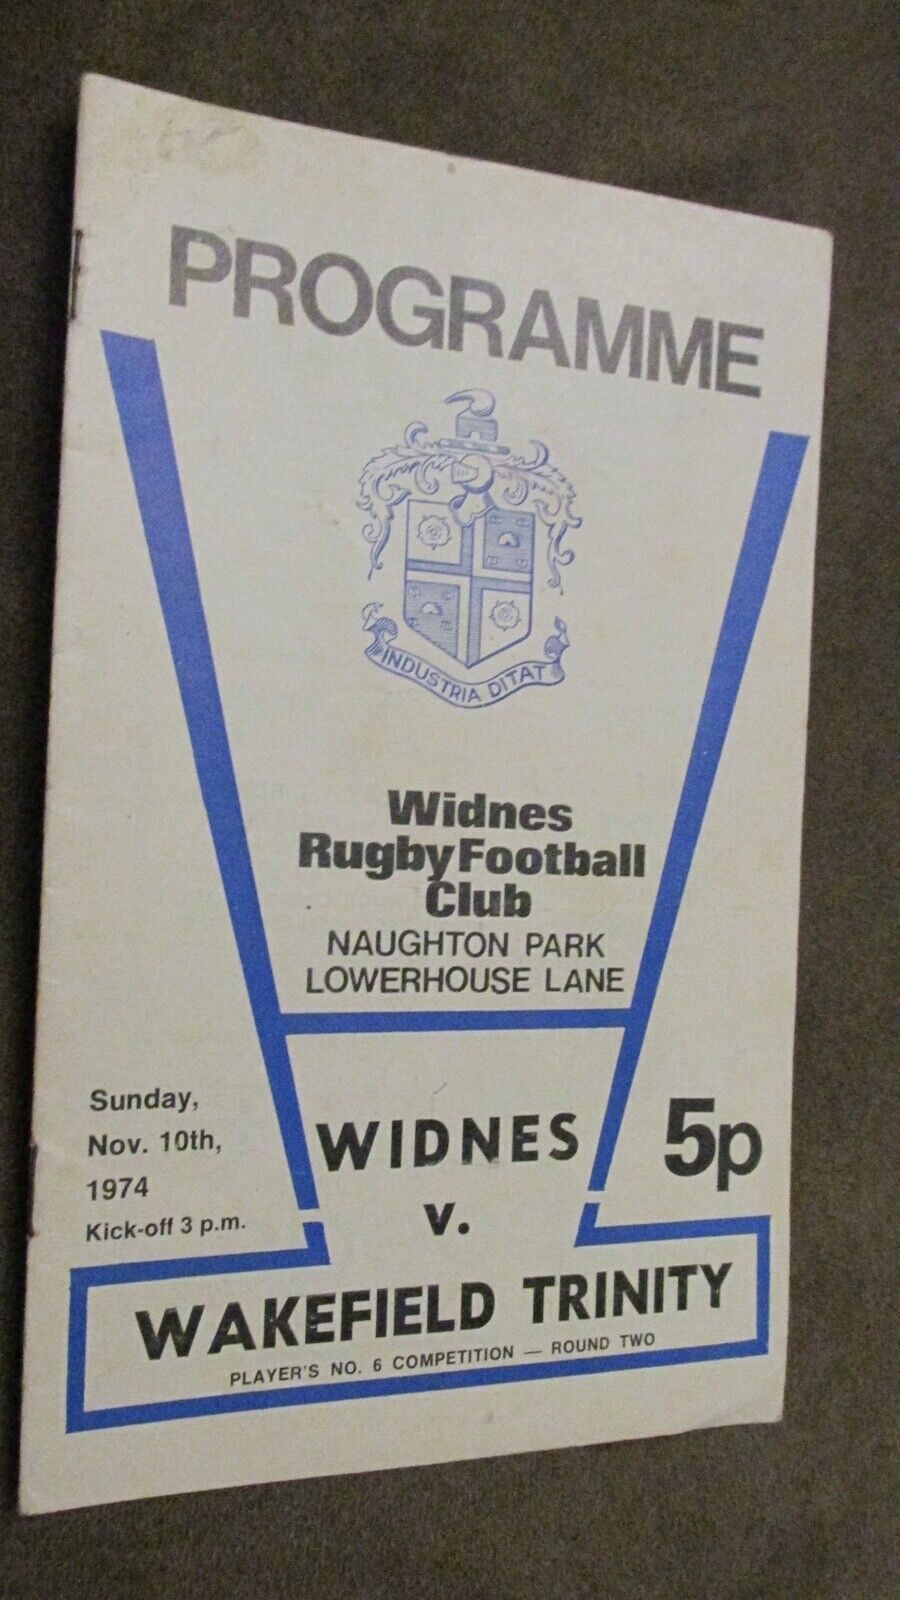 PROGRAMME
INDUSTRIA DITAT
Widnes
Rugby Football
Club
NAUGHTON PARK
LOWERHOUSE LANE
Sunday,
Nov. 10th,
1974
Kick-off 3 p.m.
WIDNES
v.
5p
WAKEFIELD TRINITY
PLAYER'S NO. 6 COMPETITION — ROUND TWO